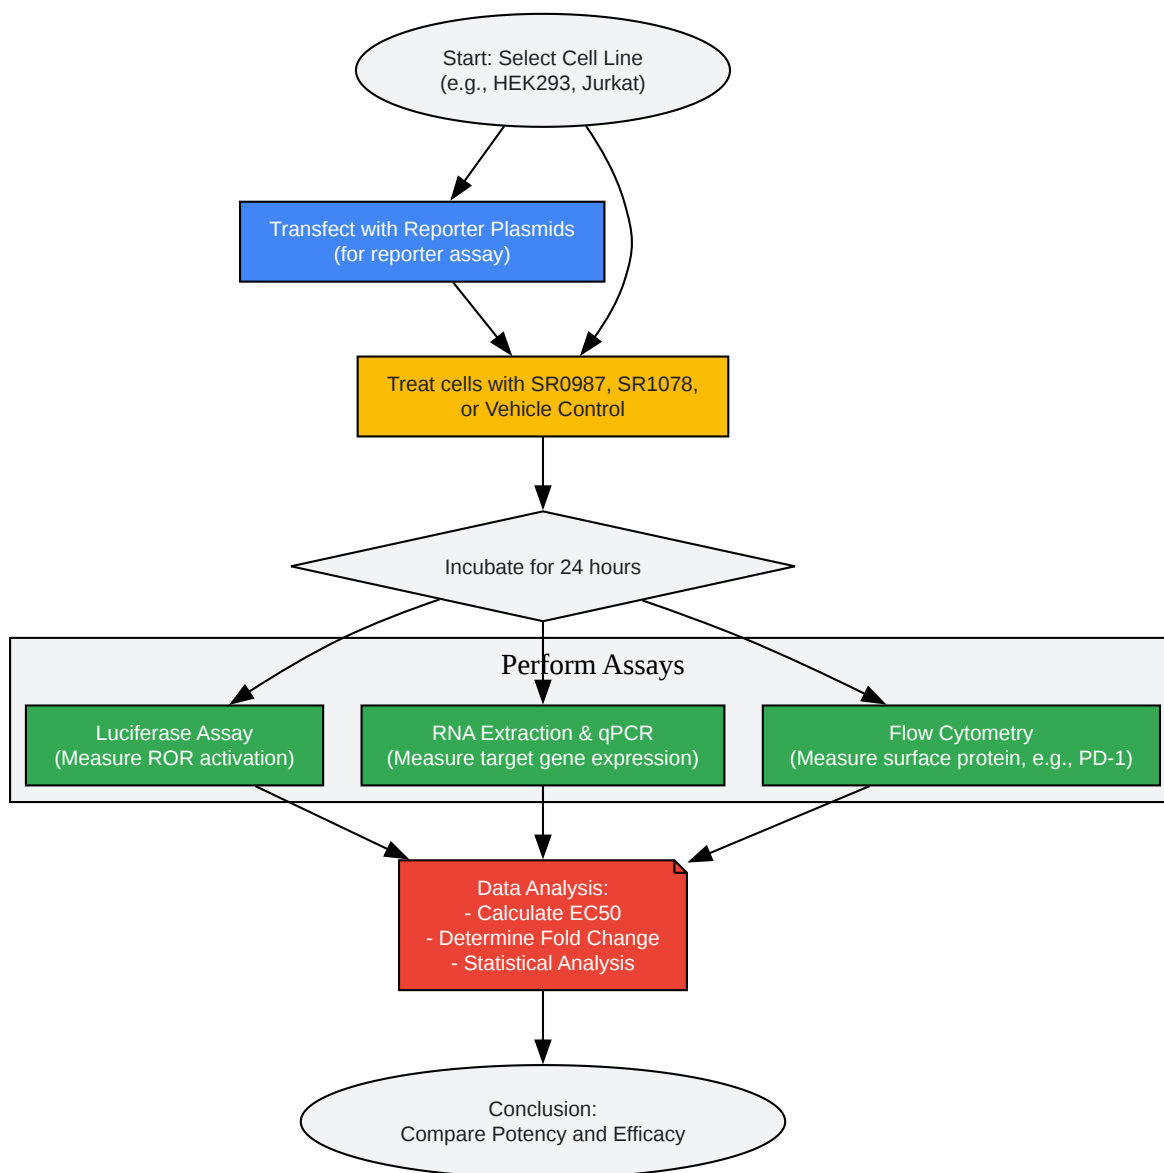 Start: Select Cell Line
(e.g., HEK293, Jurkat)
Transfect with Reporter Plasmids
(for reporter assay)
Treat cells with SR0987, SR1078,
or Vehicle Control
Incubate for 24 hours
Perform Assays
Luciferase Assay
(Measure ROR activation)
RNA Extraction & qPCR
(Measure target gene expression)
Flow Cytometry
(Measure surface protein, e.g., PD-1)
Data Analysis:
- Calculate EC50
- Determine Fold Change
- Statistical Analysis
Conclusion:
Compare Potency and Efficacy